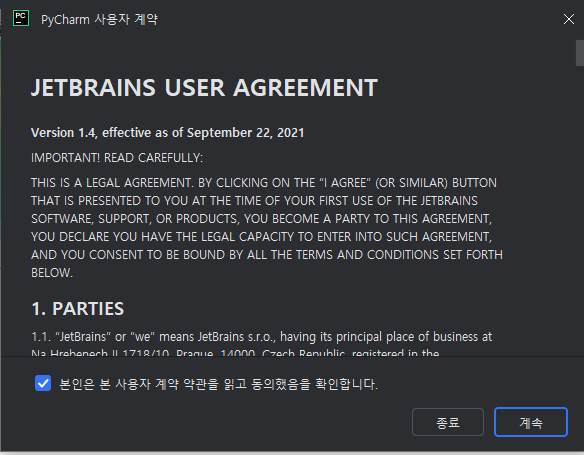 PC
PyCharm 사용자 계약
JETBRAINS USER AGREEMENT
Version 1.4, effective as of September 22, 2021
IMPORTANT! READ CAREFULLY:
THIS IS A LEGAL AGREEMENT. BY CLICKING ON THE “I AGREE” (OR SIMILAR) BUTTON
THAT IS PRESENTED TO YOU AT THE TIME OF YOUR FIRST USE OF THE JETBRAINS
SOFTWARE, SUPPORT, OR PRODUCTS, YOU BECOME A PARTY TO THIS AGREEMENT,
YOU DECLARE YOU HAVE THE LEGAL CAPACITY TO ENTER INTO SUCH AGREEMENT,
AND YOU CONSENT TO BE BOUND BY ALL THE TERMS AND CONDITIONS SET FORTH
BELOW.
1. PARTIES
1.1. “JetBrains” or “we” means JetBrains s.r.o., having its principal place of business at
Na Hrebenech II 1718/10, Prague, 14000, Czech Republic, registered in the
본인은 본 사용자 계약 약관을 읽고 동의했음을 확인합니다.
종료
계속